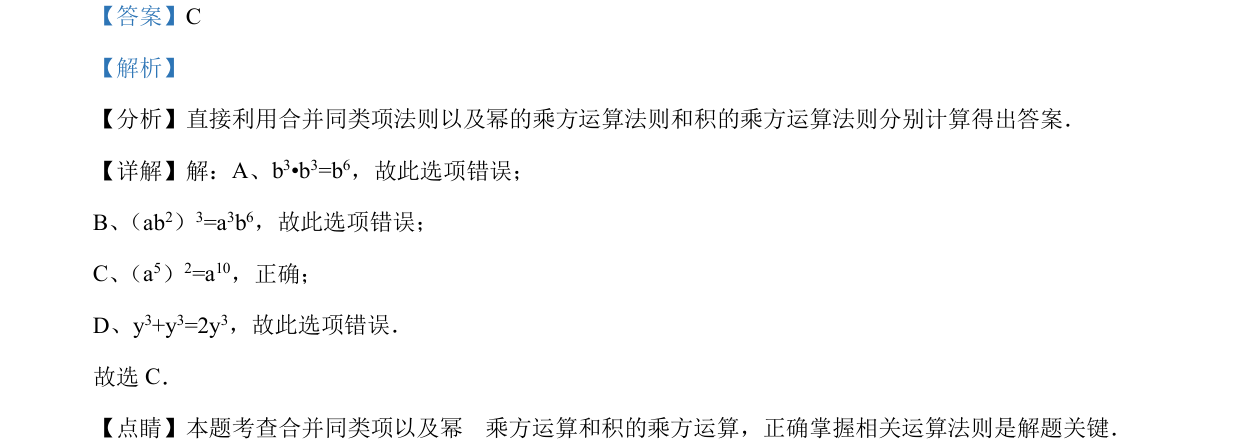 【答案】C
【解析】
【分析】直接利用合并同类项法则以及幂的乘方运算法则和积的乘方运算法则分别计算得出答案．
【详解】解：A、b³•b³=b⁶，故此选项错误；
B、（ab²）³=a³b⁶，故此选项错误；
C、（a⁵）²=a¹⁰，正确；
D、y³+y³=2y³，故此选项错误．
故选 C．
【点睛】本题考查合并同类项以及幂　乘方运算和积的乘方运算，正确掌握相关运算法则是解题关键．